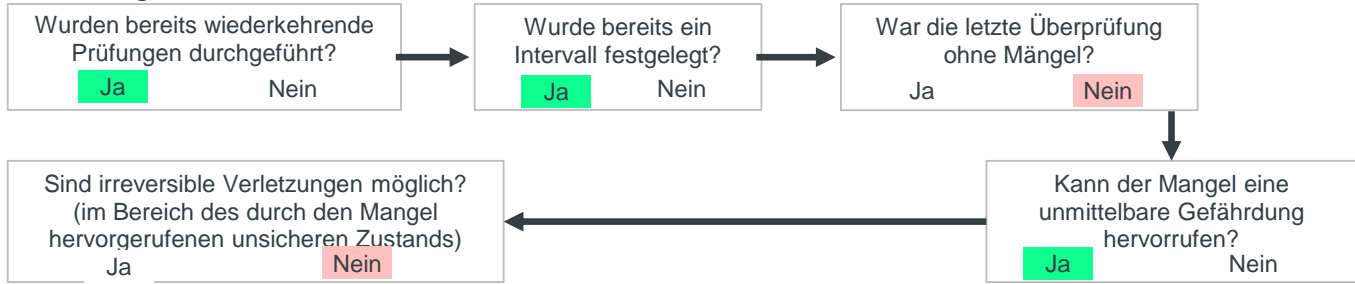 Wurden bereits wiederkehrende
Prüfungen durchgeführt?
Ja Nein
Wurde bereits ein
Intervall festgelegt?
Ja Nein
War die letzte Überprüfung
ohne Mängel?
Ja Nein
Kann der Mangel eine
unmittelbare Gefährdung
hervorrufen?
Ja Nein
Sind irreversible Verletzungen möglich?
(im Bereich des durch den Mangel
hervorgerufenen unsicheren Zustands)
Ja Nein